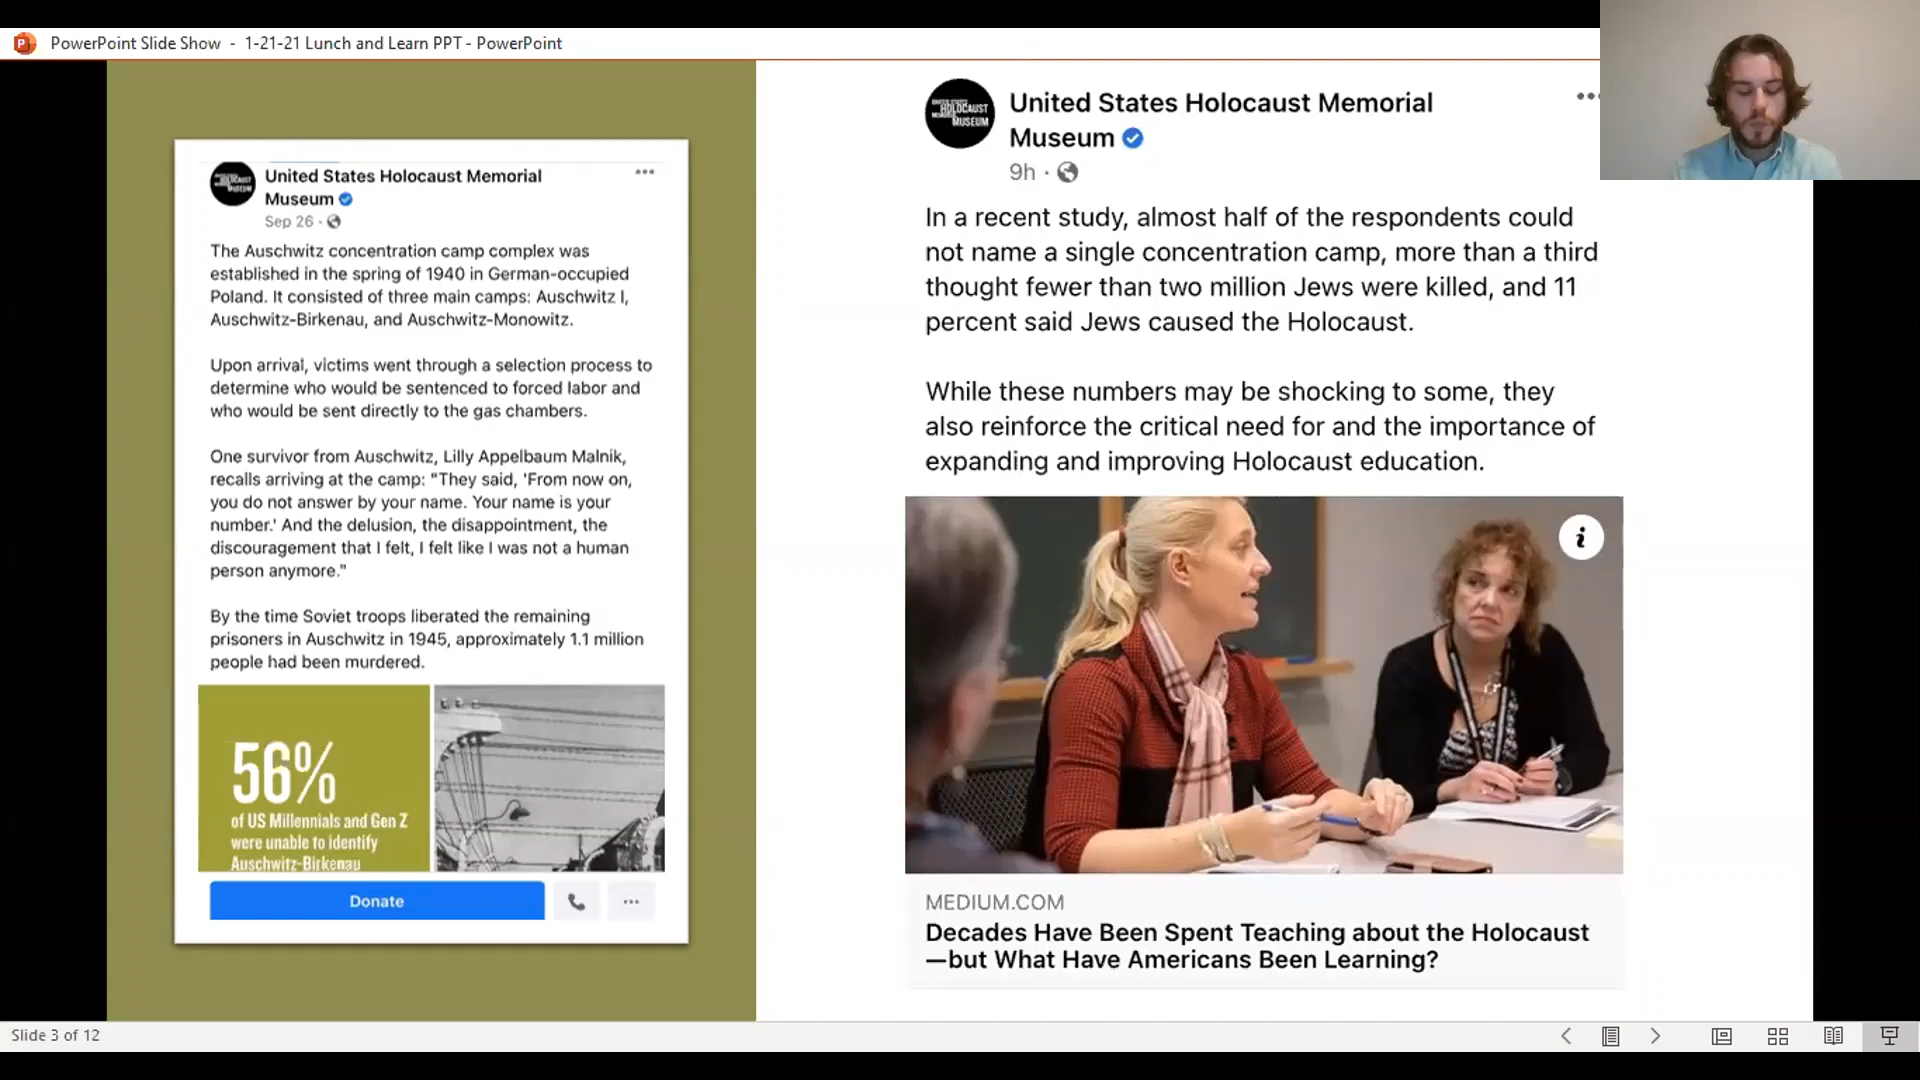 PowerPoint Slide Show - 1-21-21 Lunch and Learn PPT - PowerPoint
United States Holocaust Memorial
Museum
Sep 26 ·
The Auschwitz concentration camp complex was
established in the spring of 1940 in German-occupied
Poland. It consisted of three main camps: Auschwitz I,
Auschwitz-Birkenau, and Auschwitz-Monowitz.
Upon arrival, victims went through a selection process to
determine who would be sentenced to forced labor and
who would be sent directly to the gas chambers.
One survivor from Auschwitz, Lilly Appelbaum Malnik,
recalls arriving at the camp: "They said, 'From now on,
you do not answer by your name. Your name is your
number.' And the delusion, the disappointment, the
discouragement that I felt, I felt like I was not a human
person anymore."
By the time Soviet troops liberated the remaining
prisoners in Auschwitz in 1945, approximately 1.1 million
people had been murdered.
56%
of US Millennials and Gen Z
were unable to identify
Auschwitz-Birkenau
Donate
UNITED STATES
HOLOCAUST
MEMORIAL
MUSEUM
United States Holocaust Memorial
Museum
9h ·
In a recent study, almost half of the respondents could
not name a single concentration camp, more than a third
thought fewer than two million Jews were killed, and 11
percent said Jews caused the Holocaust.
While these numbers may be shocking to some, they
also reinforce the critical need for and the importance of
expanding and improving Holocaust education.
MEDIUM.COM
Decades Have Been Spent Teaching about the Holocaust
—but What Have Americans Been Learning?
Slide 3 of 12